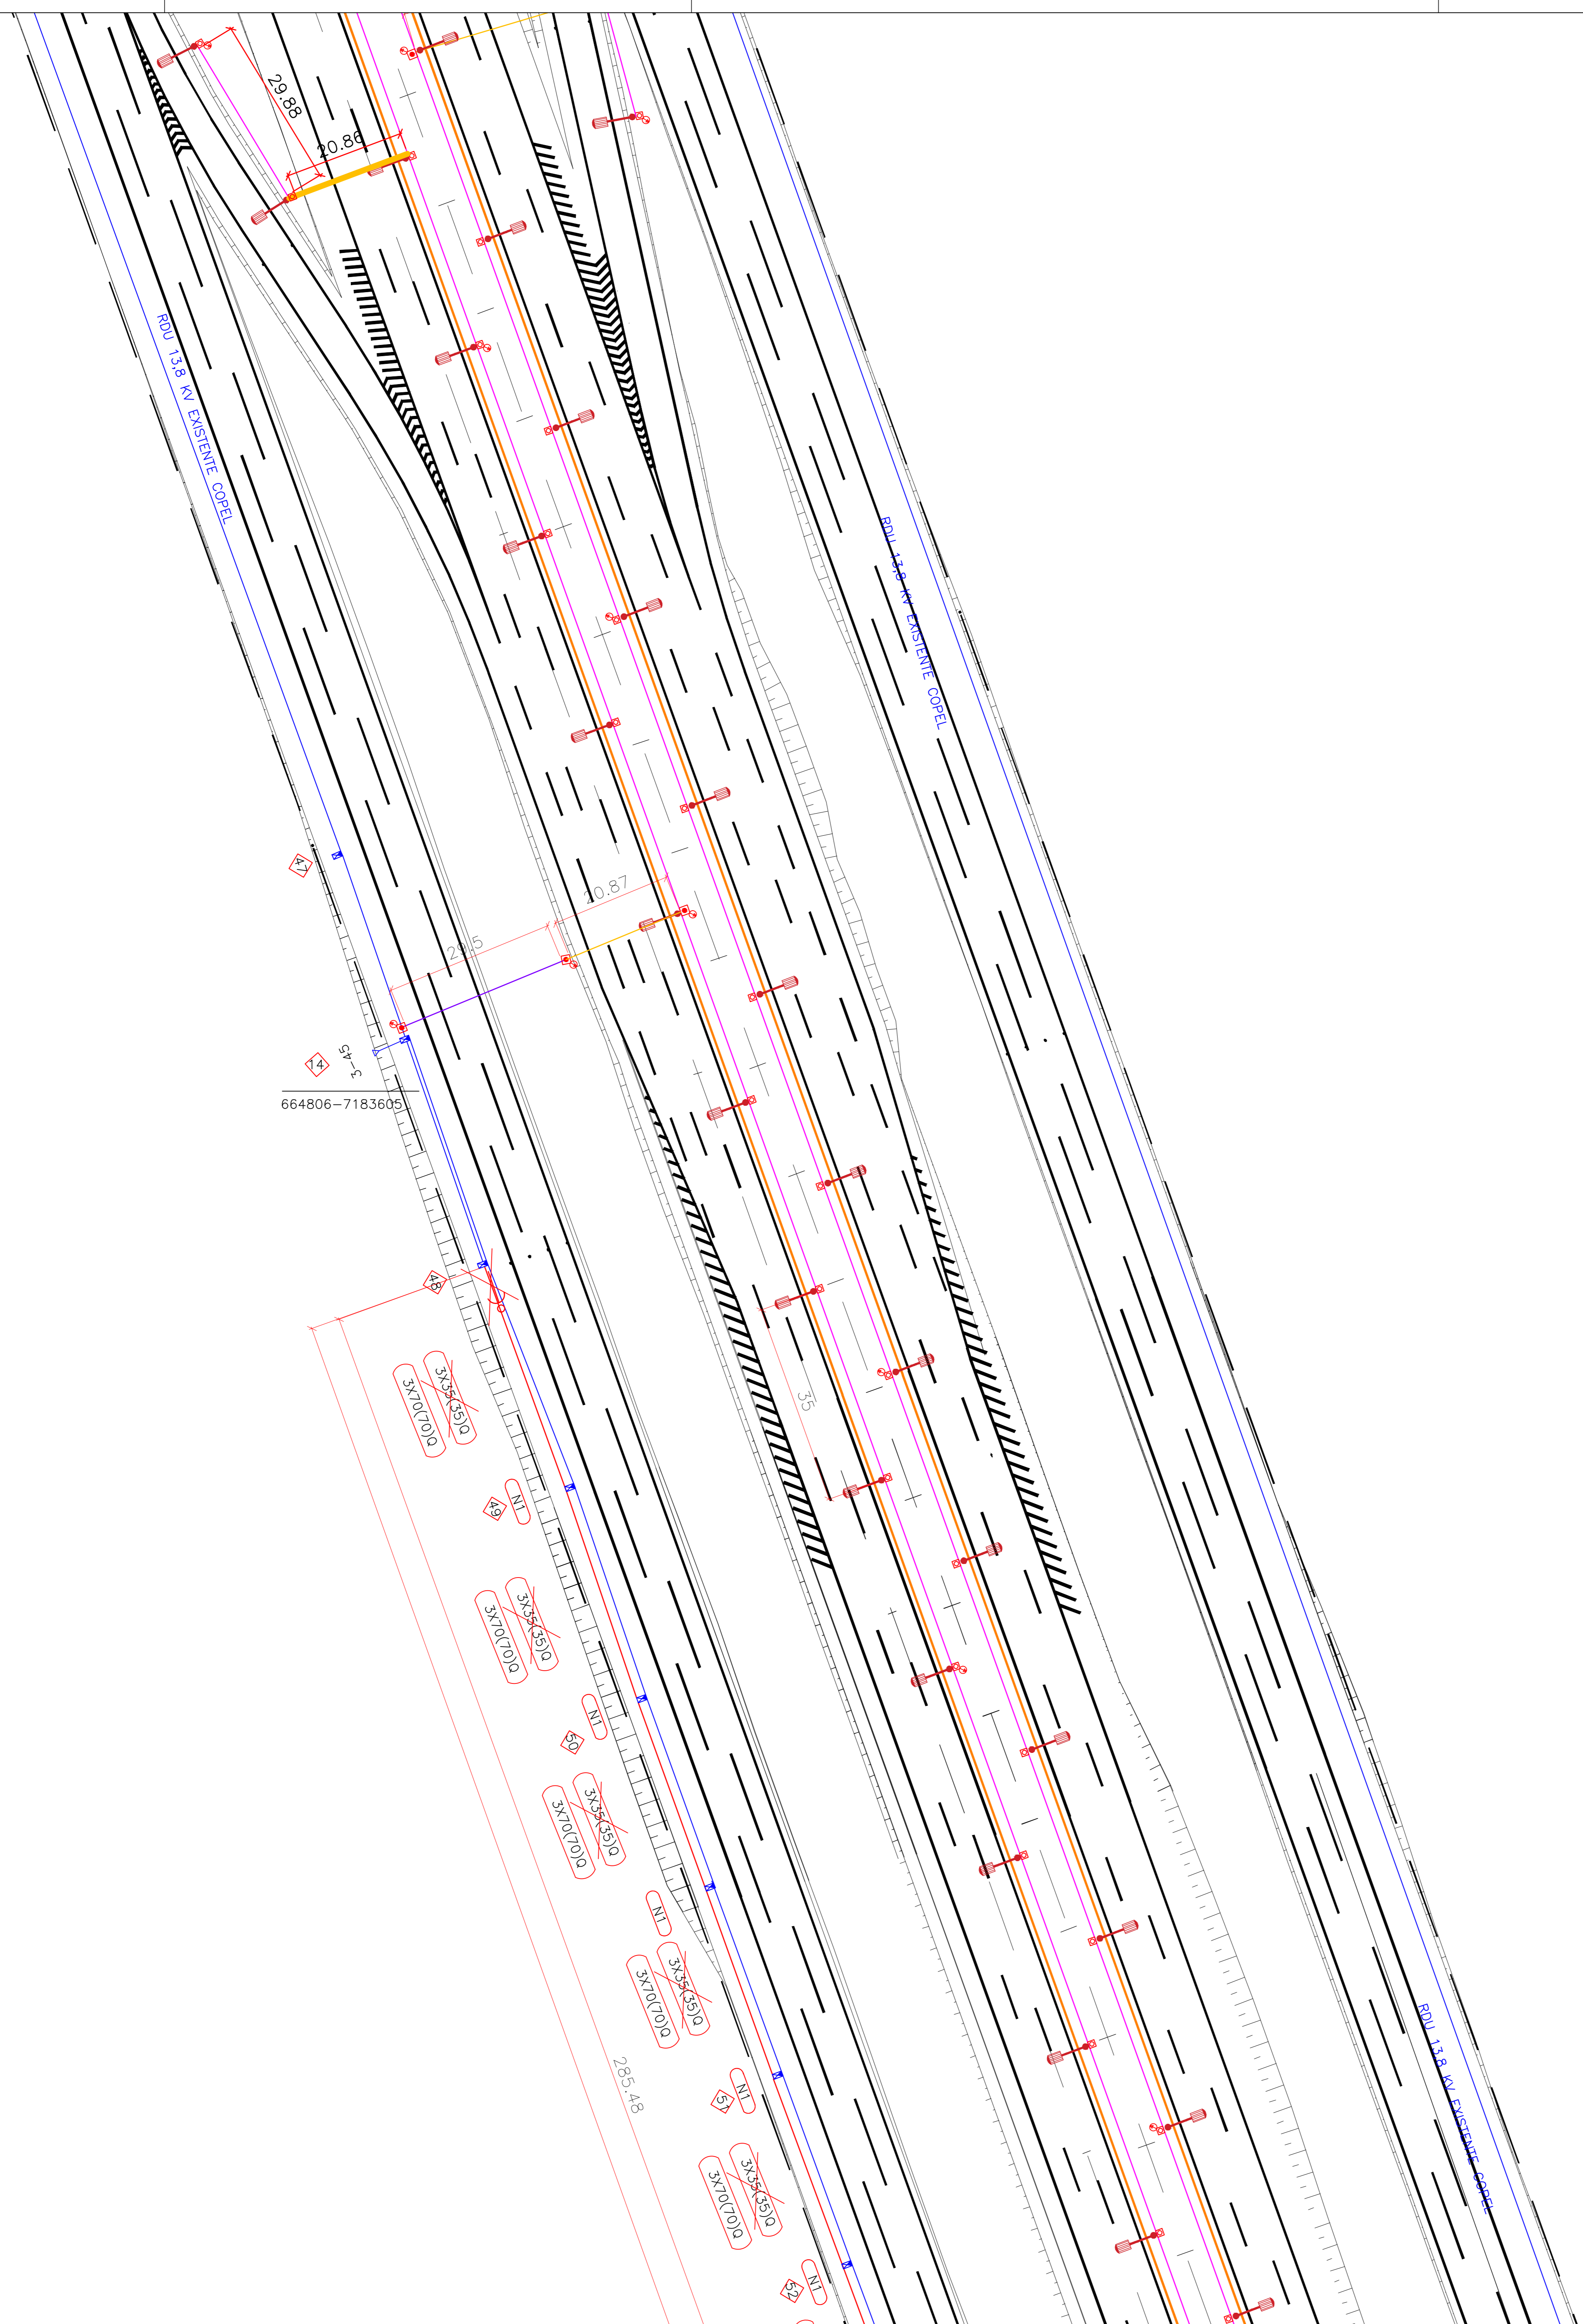 29.88
20.86
RDU 13,8 KV EXISTENTE COPEL
RDU 13,8 KV EXISTENTE COPEL
47
20.87
29.5
14
3-45
664806-7183605
48
3X35(35)Q
3X70(70)Q
35
49
N1
3X35(35)Q
3X70(70)Q
N1
50
3X35(35)Q
3X70(70)Q
N1
3X35(35)Q
3X70(70)Q
285.48
51
N1
RDU 13,8 KV EXISTENTE COPEL
3X35(35)Q
3X70(70)Q
52
N1